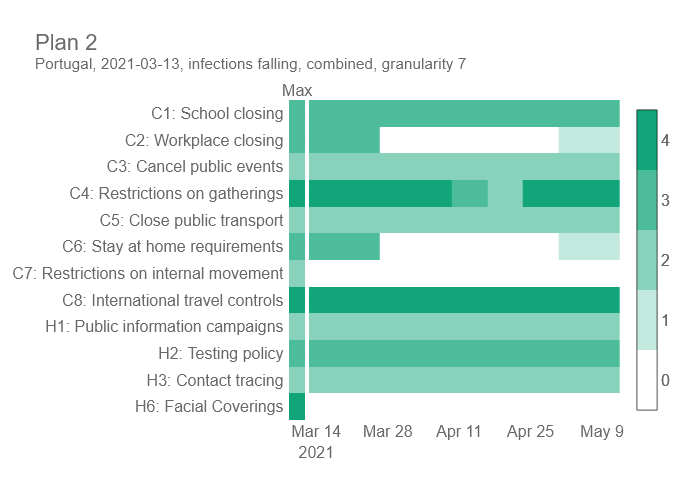 Plan 2
Portugal, 2021-03-13, infections falling, combined, granularity 7
Max
C1: School closing
C2: Workplace closing
C3: Cancel public events
C4: Restrictions on gatherings
C5: Close public transport
C6: Stay at home requirements
C7: Restrictions on internal movement
C8: International travel controls
H1: Public information campaigns
H2: Testing policy
H3: Contact tracing
H6: Facial Coverings
4
3
2
1
0
Mar 14 Mar 28 Apr 11 Apr 25 May 9
2021